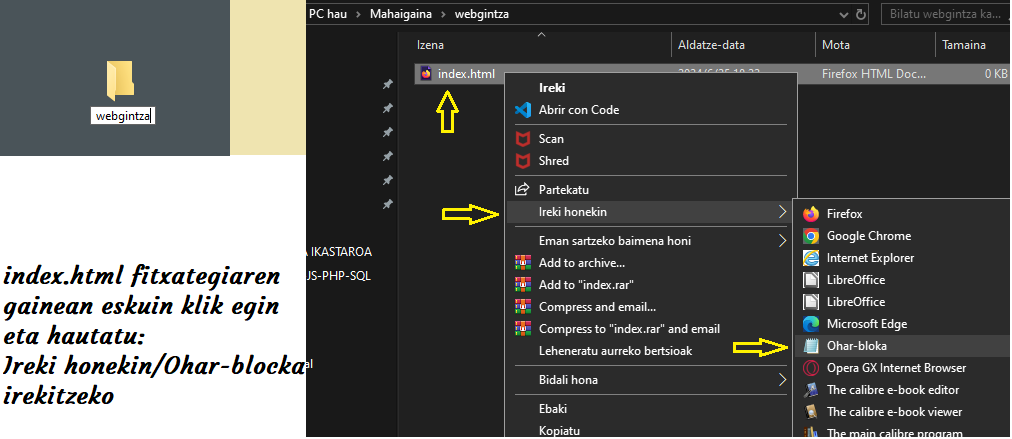 webgintza
index.html fitxategiaren
gainean eskuin klik egin
eta hautatu:
Ireki honekin/Ohar-blocka
irekitzeko
PC hau > Mahaigaina > webgintza
Bilatu webgintza ka...
Izena
Aldatze-data
Mota
Tamaina
index.html
Firefox HTML Doc...
0 KB
IKASTAROA
JS-PHP-SQL
al
Ireki
Abrir con Code
Scan
Shred
Partekatu
Ireki honekin
Eman sartzeko baimena honi
Add to archive...
Add to "index.rar"
Compress and email...
Compress to "index.rar" and email
Leheneratu aurreko bertsioak
Bidali hona
Ebaki
Kopiatu
Firefox
Google Chrome
Internet Explorer
LibreOffice
LibreOffice
Microsoft Edge
Ohar-bloka
Opera GX Internet Browser
The calibre e-book editor
The calibre e-book viewer
The main calibre program